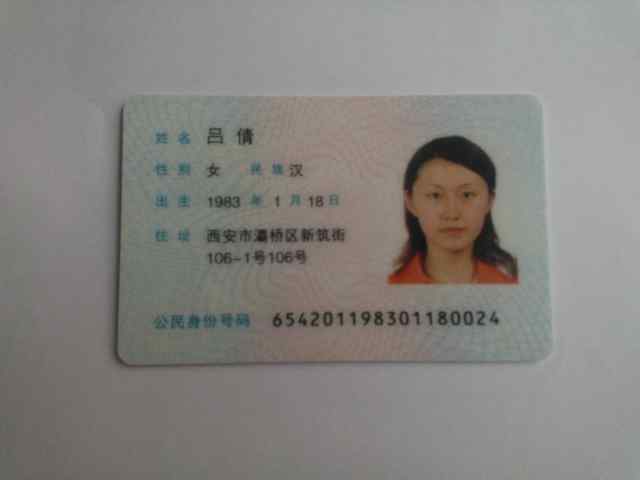 姓名 吕倩
性别 女 民族 汉
出生 1983 年 1 月 18 日
住址 西安市灞桥区新筑街
106-1号106号
公民身份号码 654201198301180024